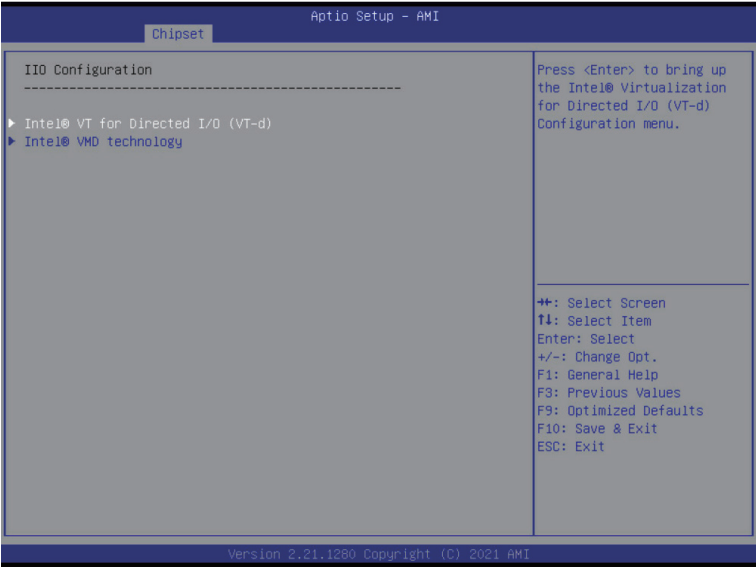 Aptio Setup – AMI
Chipset
IIO Configuration
--------------------------------------------------
Intel® VT for Directed I/O (VT-d)
Intel® VMD technology
Press <Enter> to bring up
the Intel® Virtualization
for Directed I/O (VT-d)
Configuration menu.
→←: Select Screen
↑↓: Select Item
Enter: Select
+/-: Change Opt.
F1: General Help
F3: Previous Values
F9: Optimized Defaults
F10: Save & Exit
ESC: Exit
Version 2.21.1280 Copyright (C) 2021 AMI